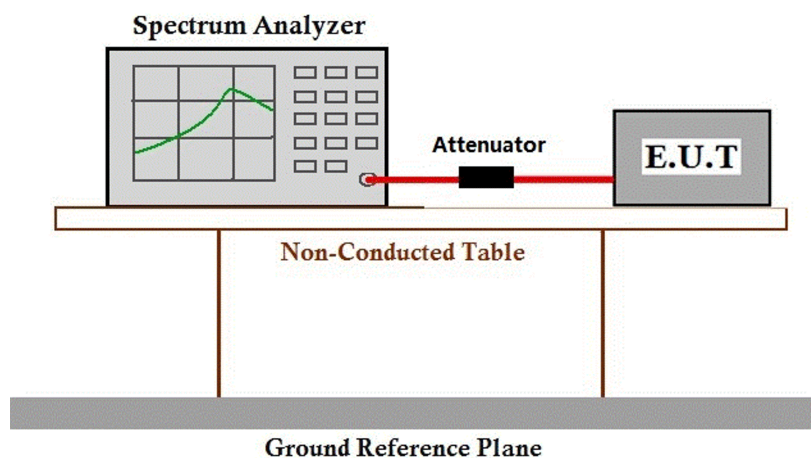 Spectrum Analyzer
Attenuator
E.U.T
Non-Conducted Table
Ground Reference Plane